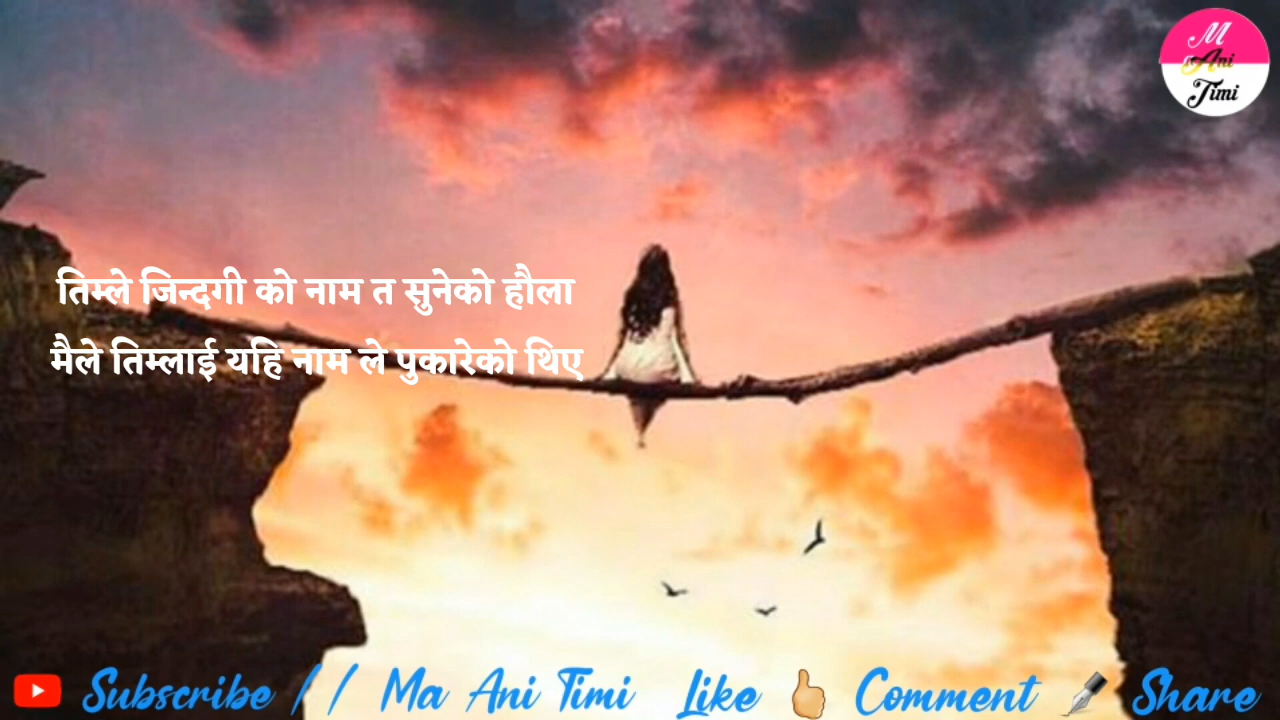 M
Ani
Timi
तिम्ले जिन्दगी को नाम त सुनेको हौला
मैले तिम्लाई यहि नाम ले पुकारेको थिए
Subscribe // Ma Ani Timi Like 👍 Comment Share